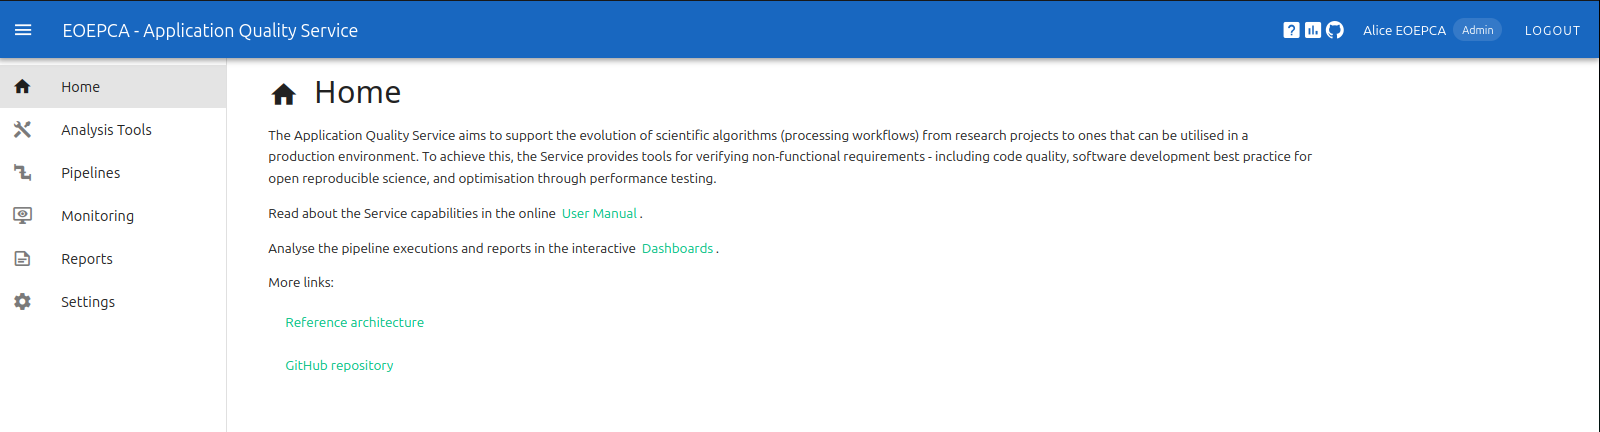 EOEPCA - Application Quality Service
Alice EOEPCA Admin LOGOUT
Home
Analysis Tools
Pipelines
Monitoring
Reports
Settings
Home
The Application Quality Service aims to support the evolution of scientific algorithms (processing workflows) from research projects to ones that can be utilised in a
production environment. To achieve this, the Service provides tools for verifying non-functional requirements - including code quality, software development best practice for
open reproducible science, and optimisation through performance testing.
Read about the Service capabilities in the online User Manual .
Analyse the pipeline executions and reports in the interactive Dashboards .
More links:
Reference architecture
GitHub repository